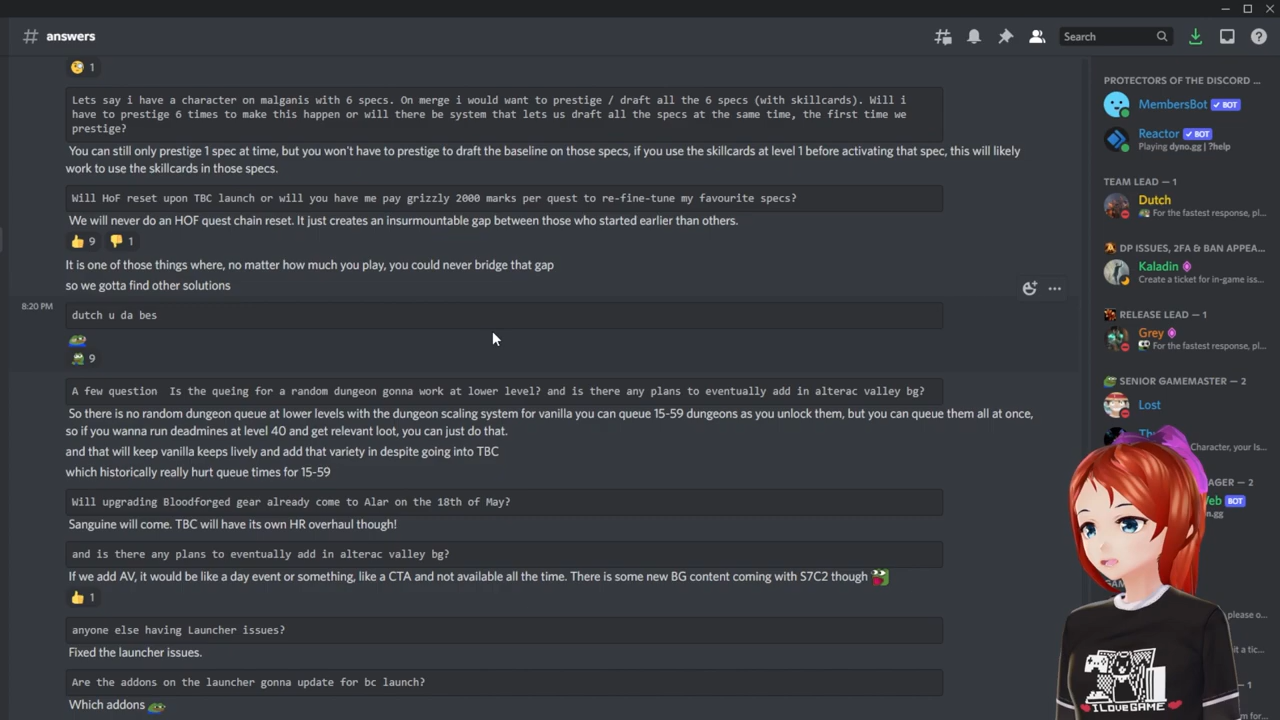 # answers
Search
1
Lets say i have a character on malganis with 6 specs. On merge i would want to prestige / draft all the 6 specs (with skillcards). Will i
have to prestige 6 times to make this happen or will there be system that lets us draft all the specs at the same time, the first time we
prestige?
You can still only prestige 1 spec at time, but you won't have to prestige to draft the baseline on those specs, if you use the skillcards at level 1 before activating that spec, this will likely
work to use the skillcards in those specs.
Will HoF reset upon TBC launch or will you have me pay grizzly 2000 marks per quest to re-fine-tune my favourite specs?
We will never do an HOF quest chain reset. It just creates an insurmountable gap between those who started earlier than others.
9 1
It is one of those things where, no matter how much you play, you could never bridge that gap
so we gotta find other solutions
8:20 PM
dutch u da bes
9
A few question  Is the queing for a random dungeon gonna work at lower level? and is there any plans to eventually add in alterac valley bg?
So there is no random dungeon queue at lower levels with the dungeon scaling system for vanilla you can queue 15-59 dungeons as you unlock them, but you can queue them all at once,
so if you wanna run deadmines at level 40 and get relevant loot, you can just do that.
and that will keep vanilla keeps lively and add that variety in despite going into TBC
which historically really hurt queue times for 15-59
Will upgrading Bloodforged gear already come to Alar on the 18th of May?
Sanguine will come. TBC will have its own HR overhaul though!
and is there any plans to eventually add in alterac valley bg?
If we add AV, it would be like a day event or something, like a CTA and not available all the time. There is some new BG content coming with S7C2 though
1
anyone else having Launcher issues?
Fixed the launcher issues.
Are the addons on the launcher gonna update for bc launch?
Which addons
PROTECTORS OF THE DISCORD ...
MembersBot ✓ BOT
Reactor ✓ BOT
Playing dyno.gg | ?help
TEAM LEAD — 1
Dutch
For the fastest response, pl...
DP ISSUES, 2FA & BAN APPEA...
Kaladin
Create a ticket for in-game iss...
RELEASE LEAD — 1
Grey
For the fastest response, pl...
SENIOR GAMEMASTER — 2
Lost
Character, your Is...
AGER — 2
BOT
n.gg
please o...
it a tic...
— 1
I LOVE GAME